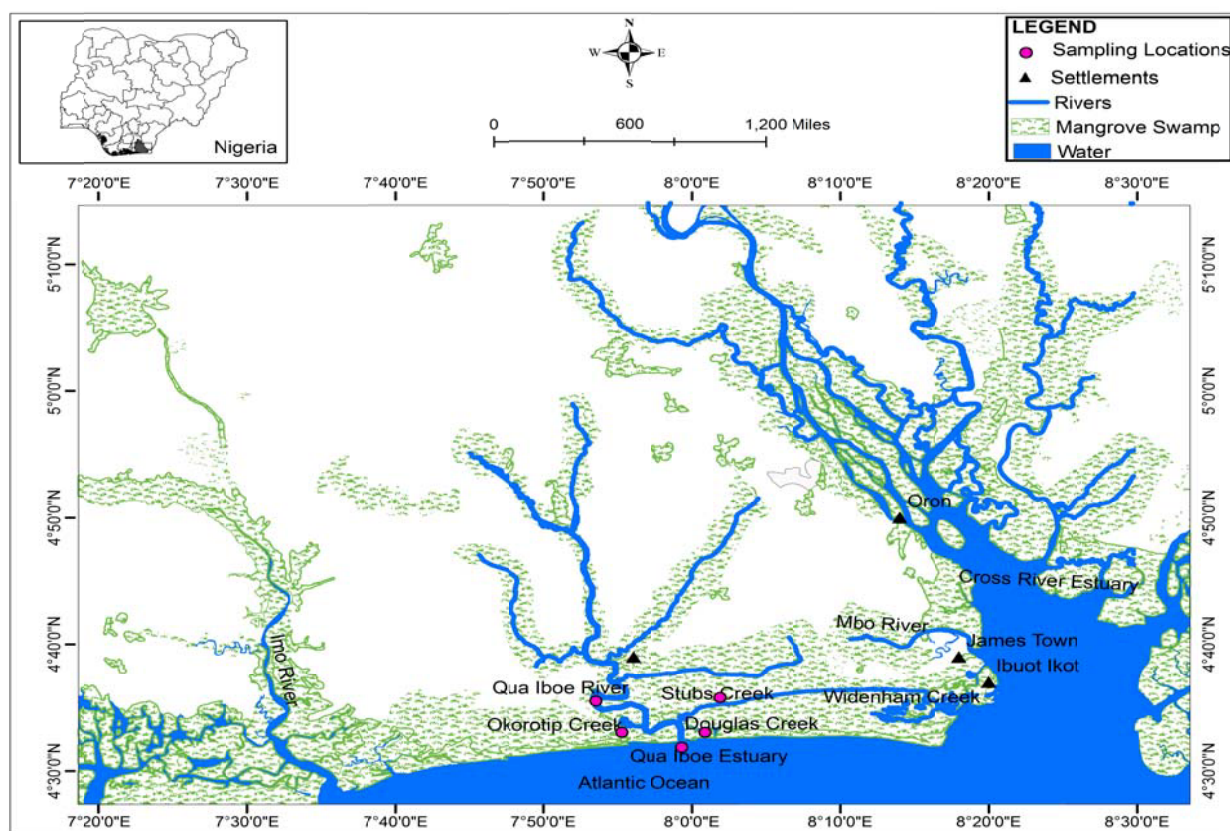 Nigeria
N
W
E
S
0 600 1,200 Miles
LEGEND
Sampling Locations
Settlements
Rivers
Mangrove Swamp
Water
7°20'0"E 7°30'0"E 7°40'0"E 7°50'0"E 8°0'0"E 8°10'0"E 8°20'0"E 8°30'0"E
5°10'0"N 5°10'0"N
5°0'0"N 5°0'0"N
4°50'0"N 4°50'0"N
4°40'0"N 4°40'0"N
4°30'0"N 4°30'0"N
Oron
Cross River Estuary
Mbo River
James Town
Ibuot Ikot
Imo River
Qua Iboe River
Stubs Creek
Widenham Creek
Okorotip Creek
Douglas Creek
Qua Iboe Estuary
Atlantic Ocean
7°20'0"E 7°30'0"E 7°40'0"E 7°50'0"E 8°0'0"E 8°10'0"E 8°20'0"E 8°30'0"E